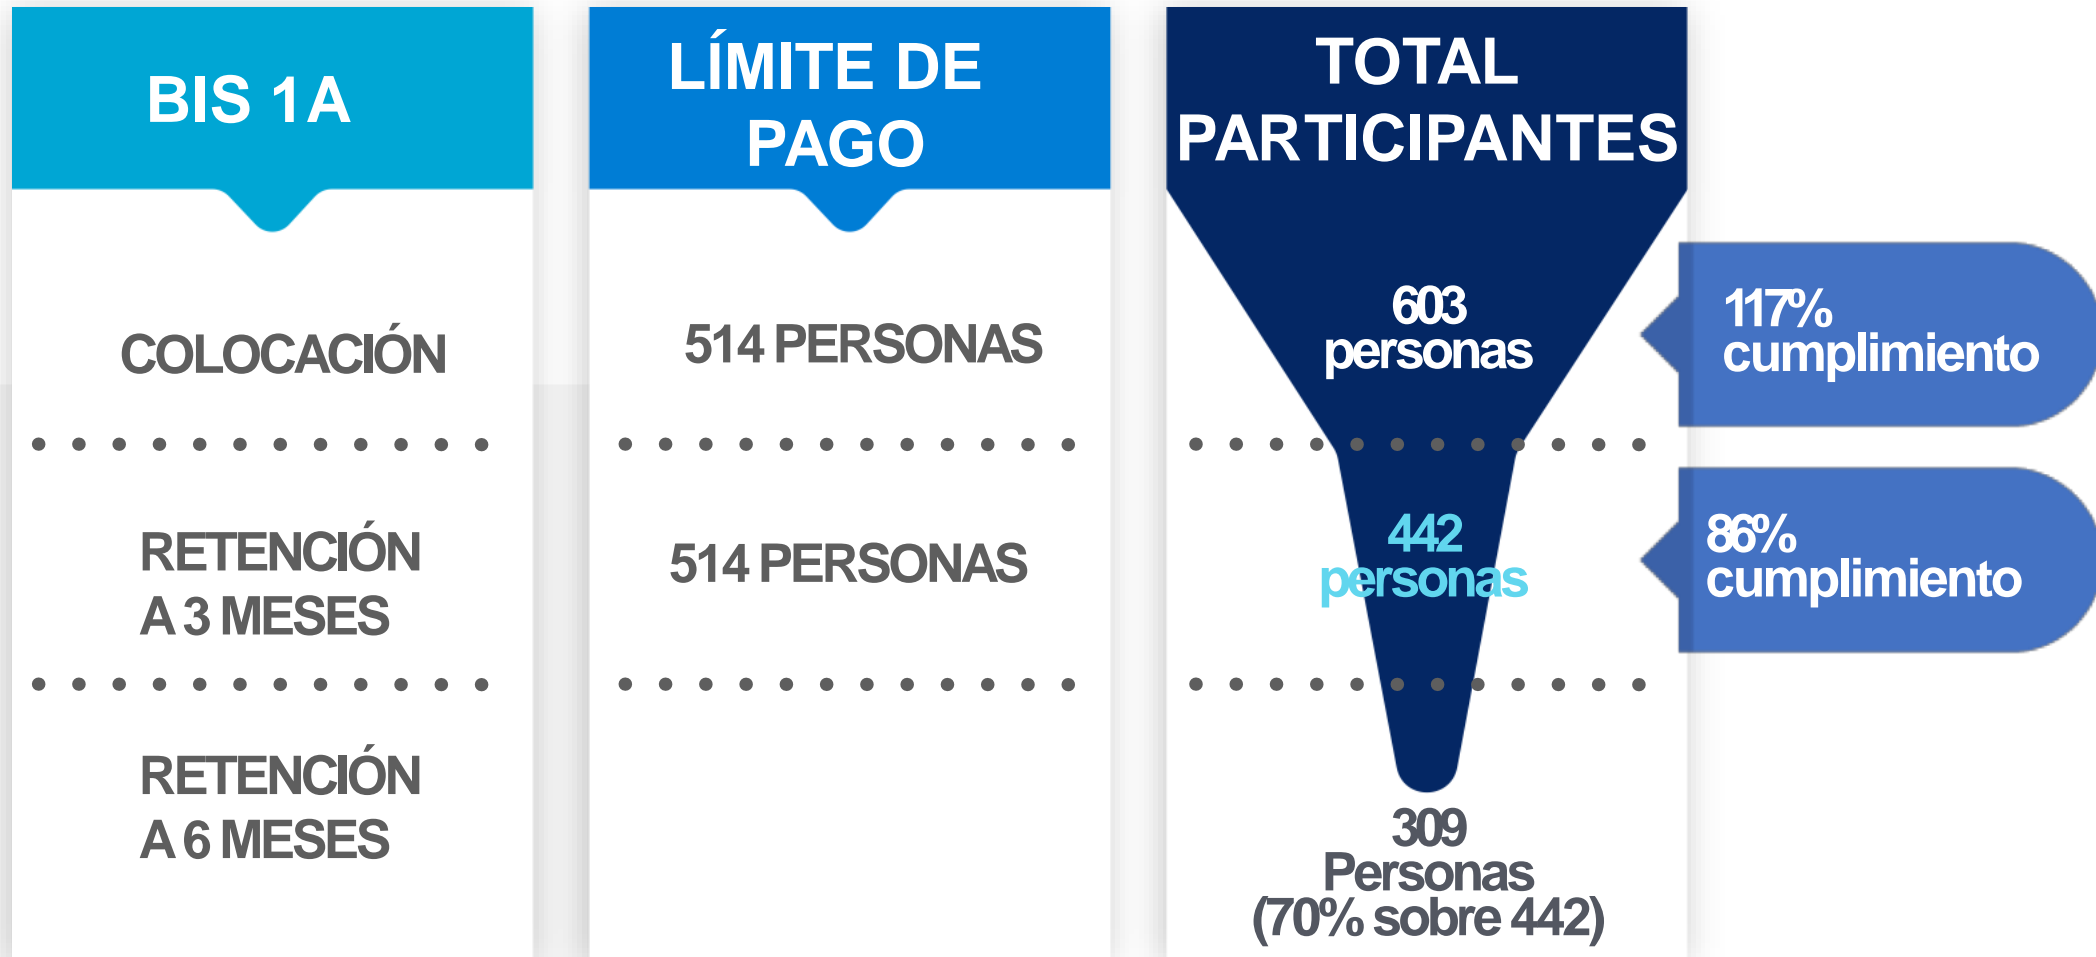 BIS 1A
LÍMITE DE
PAGO
TOTAL
PARTICIPANTES
COLOCACIÓN
514 PERSONAS
603
personas
117%
cumplimiento
RETENCIÓN
A 3 MESES
514 PERSONAS
442
personas
86%
cumplimiento
RETENCIÓN
A 6 MESES
309
Personas
(70% sobre 442)